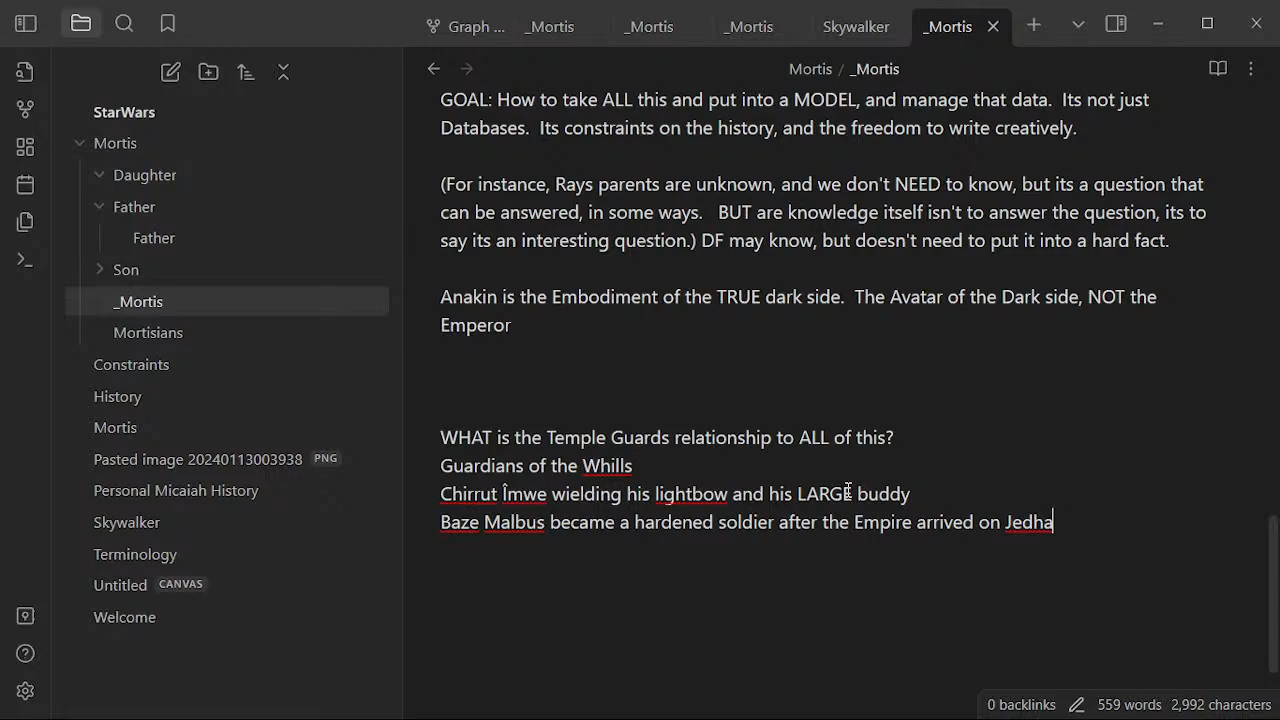 Graph ...
_Mortis
_Mortis
_Mortis
Skywalker
_Mortis
Mortis / _Mortis
StarWars
Mortis
Daughter
Father
Father
Son
_Mortis
Mortisians
Constraints
History
Mortis
Pasted image 20240113003938 PNG
Personal Micaiah History
Skywalker
Terminology
Untitled CANVAS
Welcome
GOAL: How to take ALL this and put into a MODEL, and manage that data.  Its not just
Databases.  Its constraints on the history, and the freedom to write creatively.
(For instance, Rays parents are unknown, and we don't NEED to know, but its a question that
can be answered, in some ways.   BUT are knowledge itself isn't to answer the question, its to
say its an interesting question.) DF may know, but doesn't need to put it into a hard fact.
Anakin is the Embodiment of the TRUE dark side.  The Avatar of the Dark side, NOT the
Emperor
WHAT is the Temple Guards relationship to ALL of this?
Guardians of the Whills
Chirrut Îmwe wielding his lightbow and his LARGE buddy
Baze Malbus became a hardened soldier after the Empire arrived on Jedha
0 backlinks 559 words 2,992 characters